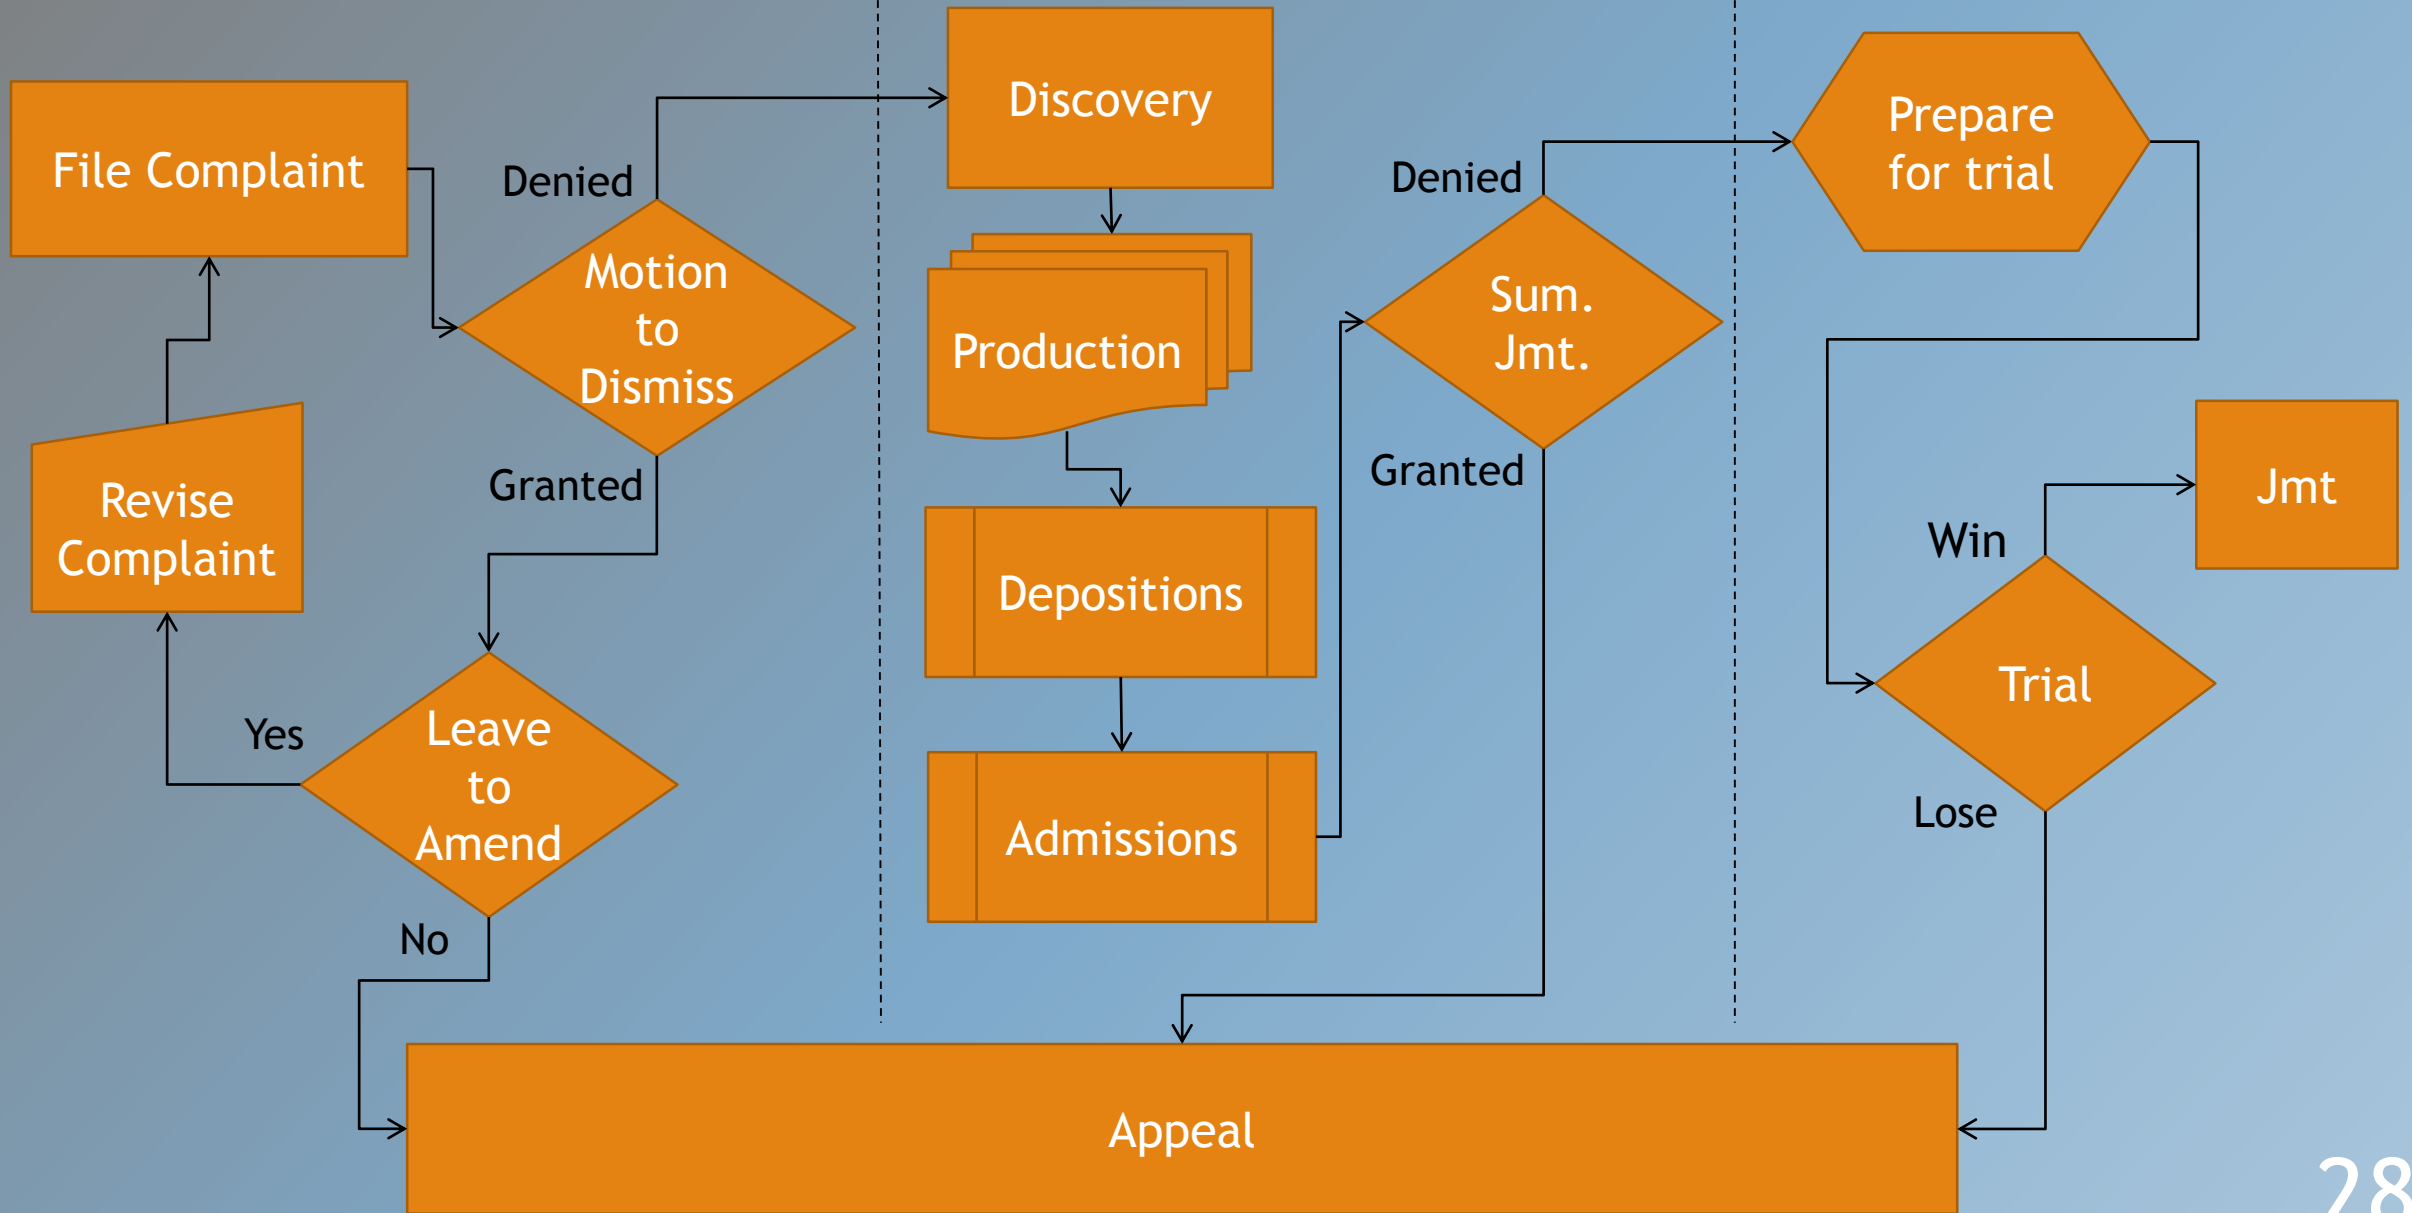 File Complaint
Denied
Motion
to
Dismiss
Granted
Revise
Complaint
Yes
Leave
to
Amend
No
Discovery
Production
Depositions
Admissions
Denied
Sum.
Jmt.
Granted
Prepare
for trial
Jmt
Win
Trial
Lose
Appeal
28